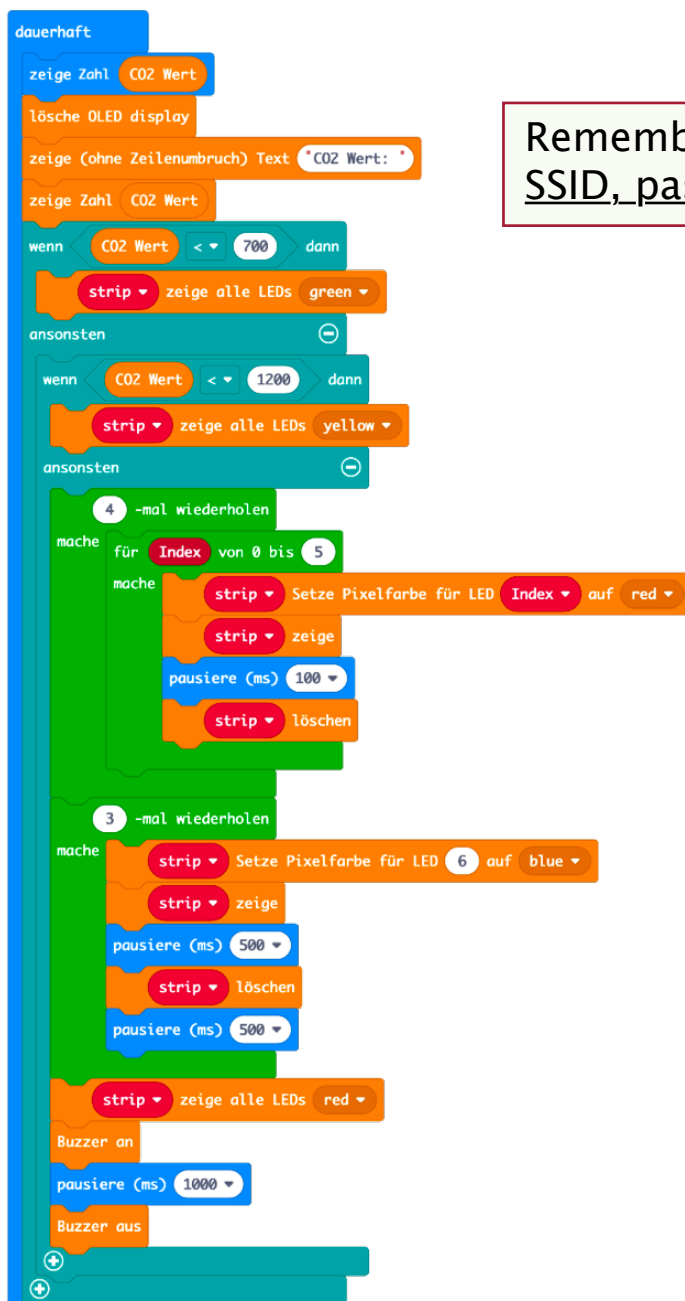 dauerhaft
zeige Zahl CO2 Wert
lösche OLED display
zeige (ohne Zeilenumbruch) Text "CO2 Wert: "
zeige Zahl CO2 Wert
wenn CO2 Wert < 700 dann
strip zeige alle LEDs green
ansonsten
wenn CO2 Wert < 1200 dann
strip zeige alle LEDs yellow
ansonsten
4 -mal wiederholen
mache für Index von 0 bis 5
mache strip Setze Pixelfarbe für LED Index auf red
strip zeige
pausiere (ms) 100
strip löschen
3 -mal wiederholen
mache strip Setze Pixelfarbe für LED 6 auf blue
strip zeige
pausiere (ms) 500
strip löschen
pausiere (ms) 500
strip zeige alle LEDs red
Buzzer an
pausiere (ms) 1000
Buzzer aus
SSID,